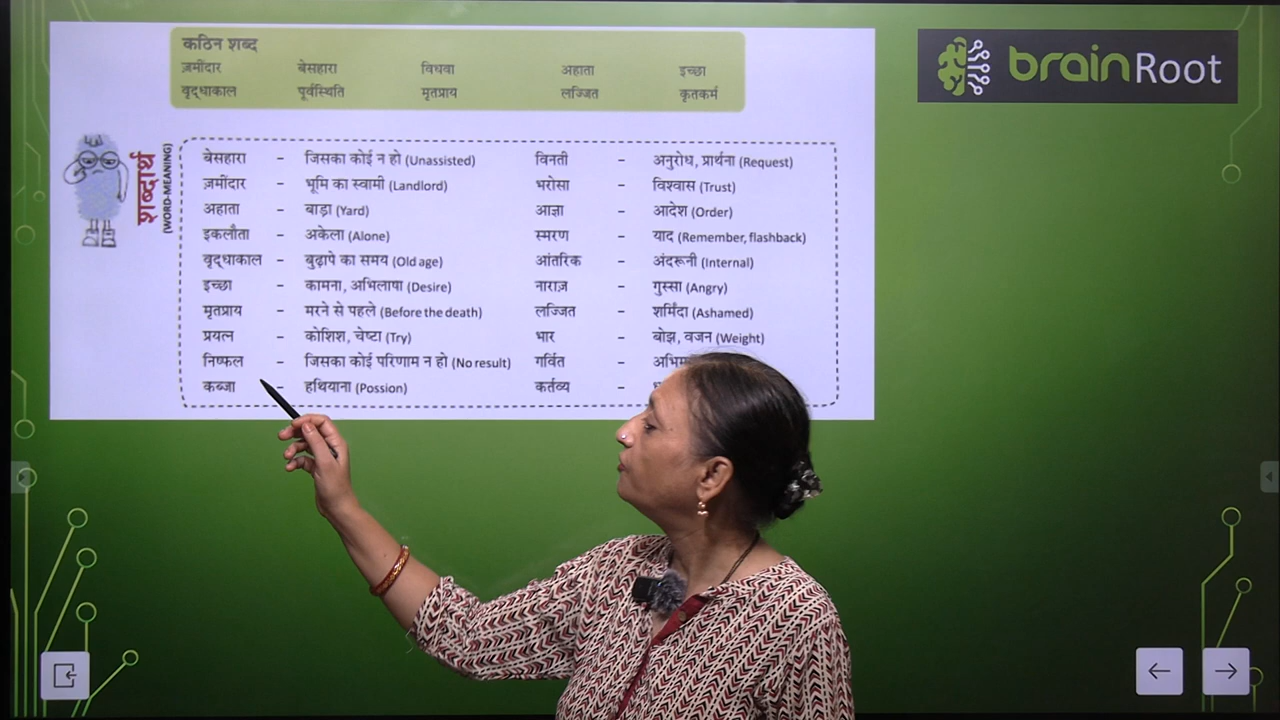 कठिन शब्द
ज़मींदार बेसहारा विधवा अहाता इच्छा
वृद्धाकाल पूर्वस्थिति मृतप्राय लज्जित कृतकर्म
brainRoot
शब्दार्थ
(WORD-MEANING)
बेसहारा – जिसका कोई न हो (Unassisted) विनती – अनुरोध, प्रार्थना (Request)
ज़मींदार – भूमि का स्वामी (Landlord) भरोसा – विश्वास (Trust)
अहाता – बाड़ा (Yard) आज्ञा – आदेश (Order)
इकलौता – अकेला (Alone) स्मरण – याद (Remember, flashback)
वृद्धाकाल – बुढ़ापे का समय (Old age) आंतरिक – अंदरूनी (Internal)
इच्छा – कामना, अभिलाषा (Desire) नाराज़ – गुस्सा (Angry)
मृतप्राय – मरने से पहले (Before the death) लज्जित – शर्मिंदा (Ashamed)
प्रयत्न – कोशिश, चेष्टा (Try) भार – बोझ, वजन (Weight)
निष्फल – जिसका कोई परिणाम न हो (No result) गर्वित –
कब्जा – हथियाना (Possion) कर्तव्य –